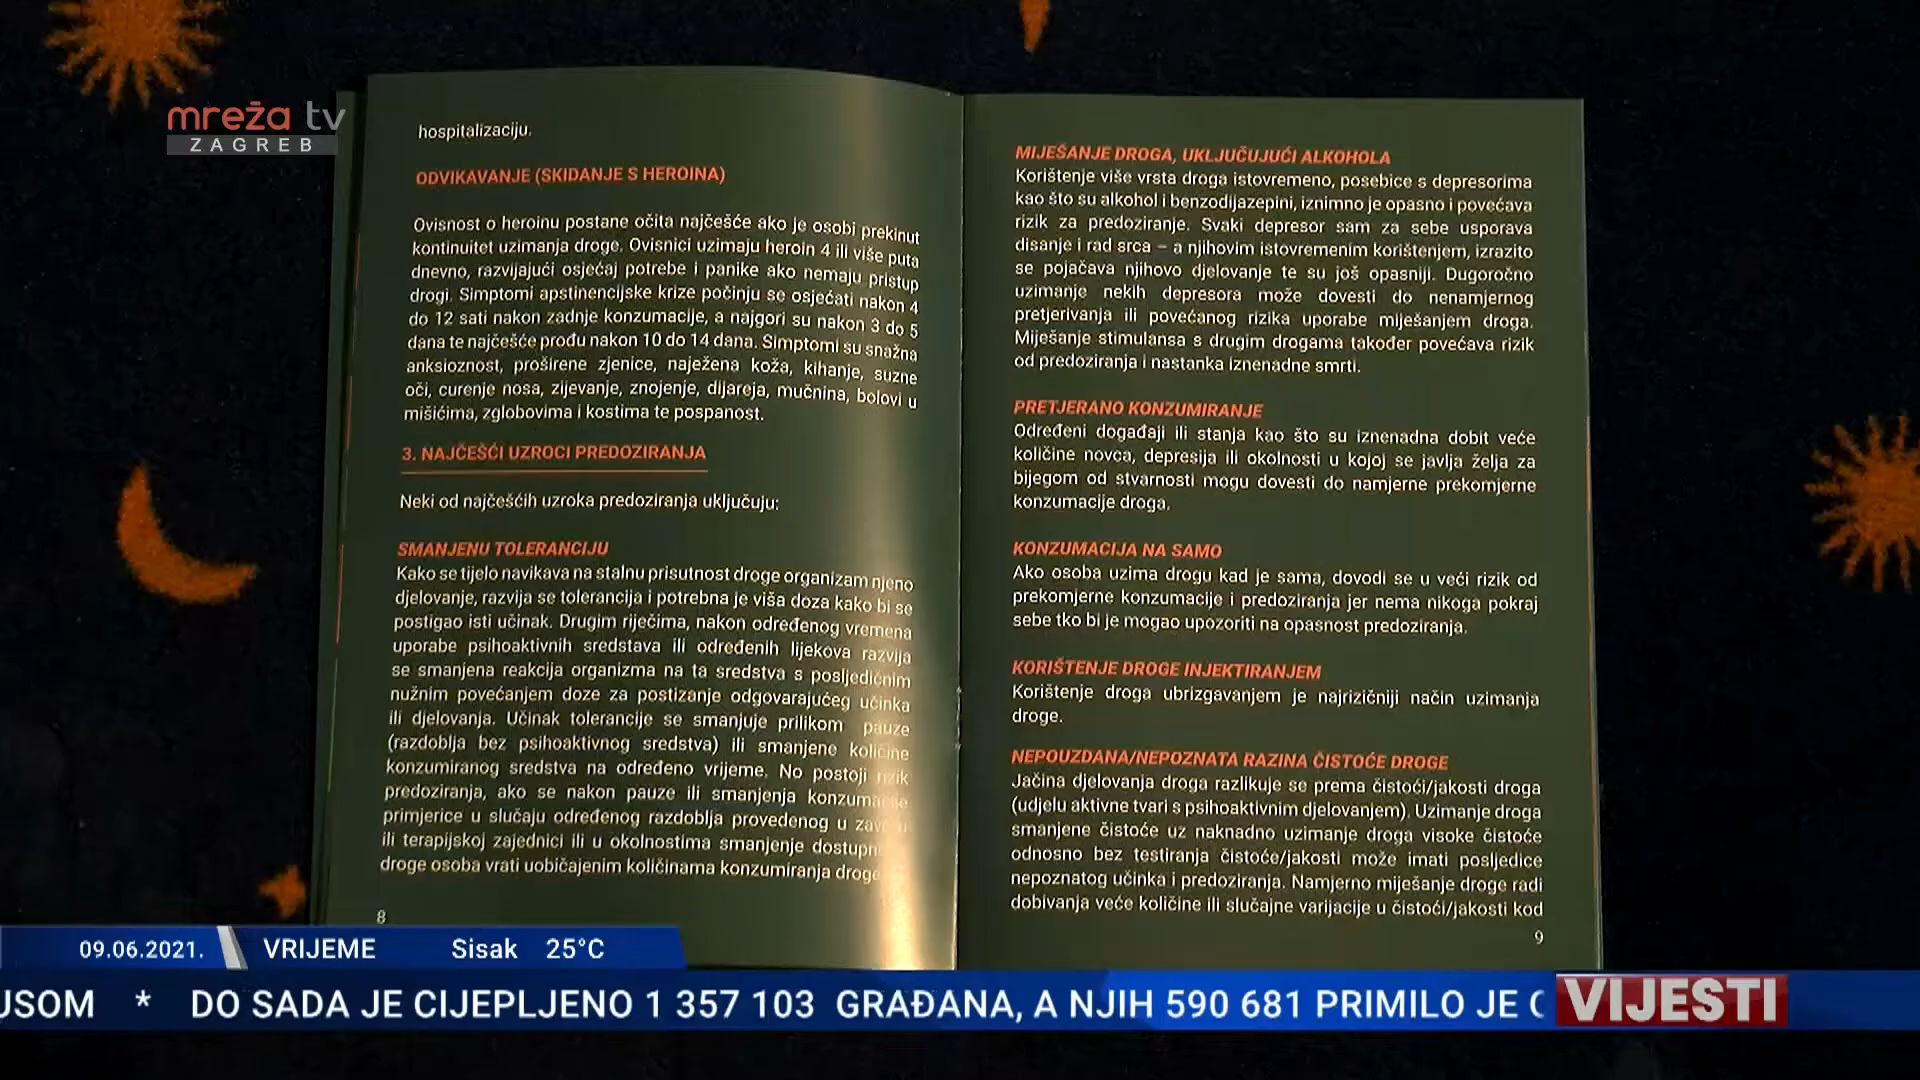 mreža tv
ZAGREB
hospitalizaciju.
ODVIKAVANJE (SKIDANJE S HEROINA)
Ovisnost o heroinu postane očita najčešće ako je osobi prekinut
kontinuitet uzimanja droge. Ovisnici uzimaju heroin 4 ili više puta
dnevno, razvijajući osjećaj potrebe i panike ako nemaju pristup
drogi. Simptomi apstinencijske krize počinju se osjećati nakon 4
do 12 sati nakon zadnje konzumacije, a najgori su nakon 3 do 5
dana te najčešće prođu nakon 10 do 14 dana. Simptomi su snažna
anksioznost, proširene zjenice, naježena koža, kihanje, suzne
oči, curenje nosa, zijevanje, znojenje, dijareja, mučnina, bolovi u
mišićima, zglobovima i kostima te pospanost.
3. NAJČEŠĆI UZROCI PREDOZIRANJA
Neki od najčešćih uzroka predoziranja uključuju:
SMANJENU TOLERANCIJU
Kako se tijelo navikava na stalnu prisutnost droge organizam njeno
djelovanje, razvija se tolerancija i potrebna je viša doza kako bi se
postigao isti učinak. Drugim riječima, nakon određenog vremena
uporabe psihoaktivnih sredstava ili određenih lijekova razvija
se smanjena reakcija organizma na ta sredstva s posljedičnim
nužnim povećanjem doze za postizanje odgovarajućeg učinka
ili djelovanja. Učinak tolerancije se smanjuje prilikom pauze
(razdoblja bez psihoaktivnog sredstva) ili smanjene količine
konzumiranog sredstva na određeno vrijeme. No postoji rizik
predoziranja, ako se nakon pauze ili smanjenja konzumacije
primjerice u slučaju određenog razdoblja provedenog u
ili terapijskoj zajednici ili u okolnostima smanjenje
droge osoba vrati uobičajenim količinama konzumiranja droge
8
MIJEŠANJE DROGA, UKLJUČUJUĆI ALKOHOLA
Korištenje više vrsta droga istovremeno, posebice s depresorima
kao što su alkohol i benzodijazepini, iznimno je opasno i povećava
rizik za predoziranje. Svaki depresor sam za sebe usporava
disanje i rad srca – a njihovim istovremenim korištenjem, izrazito
se pojačava njihovo djelovanje te su još opasniji. Dugoročno
uzimanje nekih depresora može dovesti do nenamjernog
pretjerivanja ili povećanog rizika uporabe miješanjem droga.
Miješanje stimulansa s drugim drogama također povećava rizik
od predoziranja i nastanka iznenadne smrti.
PRETJERANO KONZUMIRANJE
Određeni događaji ili stanja kao što su iznenadna dobit veće
količine novca, depresija ili okolnosti u kojoj se javlja želja za
bijegom od stvarnosti mogu dovesti do namjerne prekomjerne
konzumacije droga.
KONZUMACIJA NA SAMO
Ako osoba uzima drogu kad je sama, dovodi se u veći rizik od
prekomjerne konzumacije i predoziranja jer nema nikoga pokraj
sebe tko bi je mogao upozoriti na opasnost predoziranja.
KORIŠTENJE DROGE INJEKTIRANJEM
Korištenje droga ubrizgavanjem je najrizičniji način uzimanja
droge.
NEPOUZDANA/NEPOZNATA RAZINA ČISTOĆE DROGE
Jačina djelovanja droga razlikuje se prema čistoći/jakosti droga
(udjelu aktivne tvari s psihoaktivnim djelovanjem). Uzimanje droga
smanjene čistoće uz naknadno uzimanje droga visoke čistoće
odnosno bez testiranja čistoće/jakosti može imati posljedice
nepoznatog učinka i predoziranja. Namjerno miješanje droge radi
dobivanja veće količine ili slučajne varijacije u čistoći/jakosti kod
9
09.06.2021. VRIJEME Sisak 25°C
USOM * DO SADA JE CIJEPLJENO 1 357 103 GRAĐANA, A NJIH 590 681 PRIMILO JE
VIJESTI